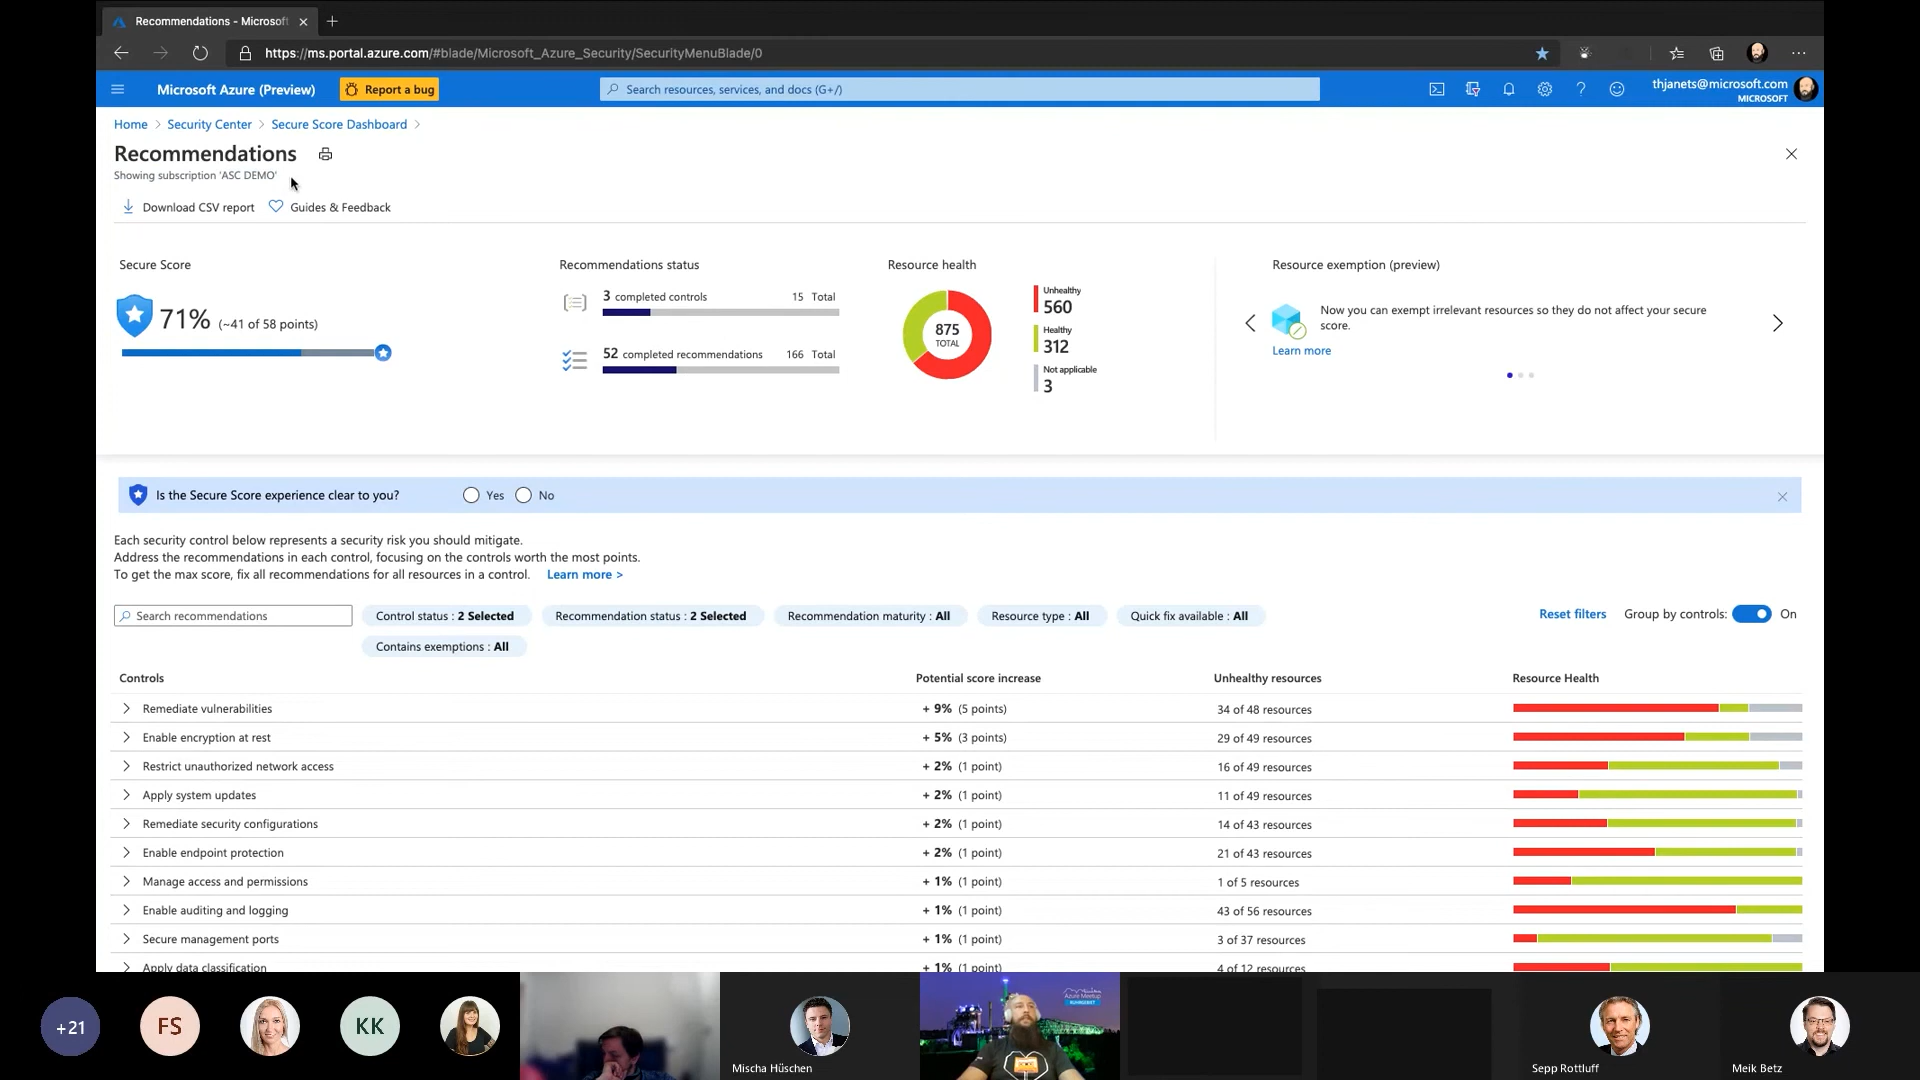 Recommendations - Microsoft
https://ms.portal.azure.com/#blade/Microsoft_Azure_Security/SecurityMenuBlade/0
Microsoft Azure (Preview)
Report a bug
Search resources, services, and docs (G+/)
thjanets@microsoft.com
MICROSOFT
Home > Security Center > Secure Score Dashboard >
Recommendations
Showing subscription 'ASC DEMO'
Download CSV report
Guides & Feedback
Secure Score
71% (~41 of 58 points)
Recommendations status
3 completed controls 15 Total
52 completed recommendations 166 Total
Resource health
875
TOTAL
Unhealthy
560
Healthy
312
Not applicable
3
Resource exemption (preview)
Now you can exempt irrelevant resources so they do not affect your secure
score.
Learn more
Is the Secure Score experience clear to you? Yes No
Each security control below represents a security risk you should mitigate.
Address the recommendations in each control, focusing on the controls worth the most points.
To get the max score, fix all recommendations for all resources in a control. Learn more >
Search recommendations
Control status : 2 Selected
Recommendation status : 2 Selected
Recommendation maturity : All
Resource type : All
Quick fix available : All
Reset filters
Group by controls: On
Contains exemptions : All
Controls Potential score increase Unhealthy resources Resource Health
Remediate vulnerabilities + 9% (5 points) 34 of 48 resources
Enable encryption at rest + 5% (3 points) 29 of 49 resources
Restrict unauthorized network access + 2% (1 point) 16 of 49 resources
Apply system updates + 2% (1 point) 11 of 49 resources
Remediate security configurations + 2% (1 point) 14 of 43 resources
Enable endpoint protection + 2% (1 point) 21 of 43 resources
Manage access and permissions + 1% (1 point) 1 of 5 resources
Enable auditing and logging + 1% (1 point) 43 of 56 resources
Secure management ports + 1% (1 point) 3 of 37 resources
Apply data classification + 1% (1 point) 4 of 12 resources
+21
FS
KK
Azure Meetup
RUHRGEBIET
Mischa Hüschen
Sepp Rottluff
Meik Betz